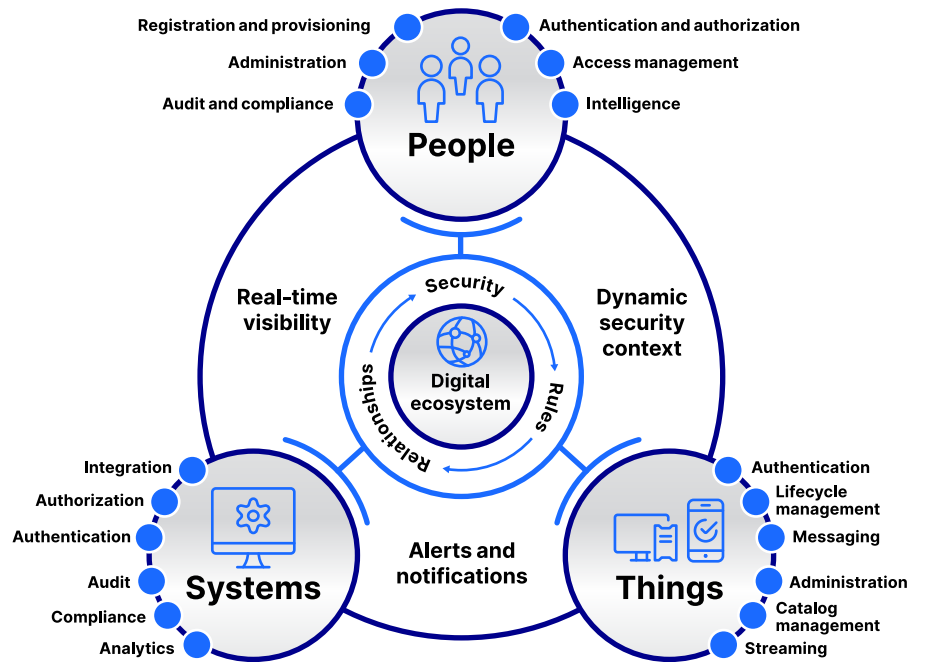 Registration and provisioning
Administration
Audit and compliance
Authentication and authorization
Access management
Intelligence
People
Real-time
visibility
Dynamic
security
context
Security
Rules
Relationships
Digital
ecosystem
Integration
Authorization
Authentication
Audit
Compliance
Analytics
Systems
Alerts and
notifications
Things
Authentication
Lifecycle
management
Messaging
Administration
Catalog
management
Streaming